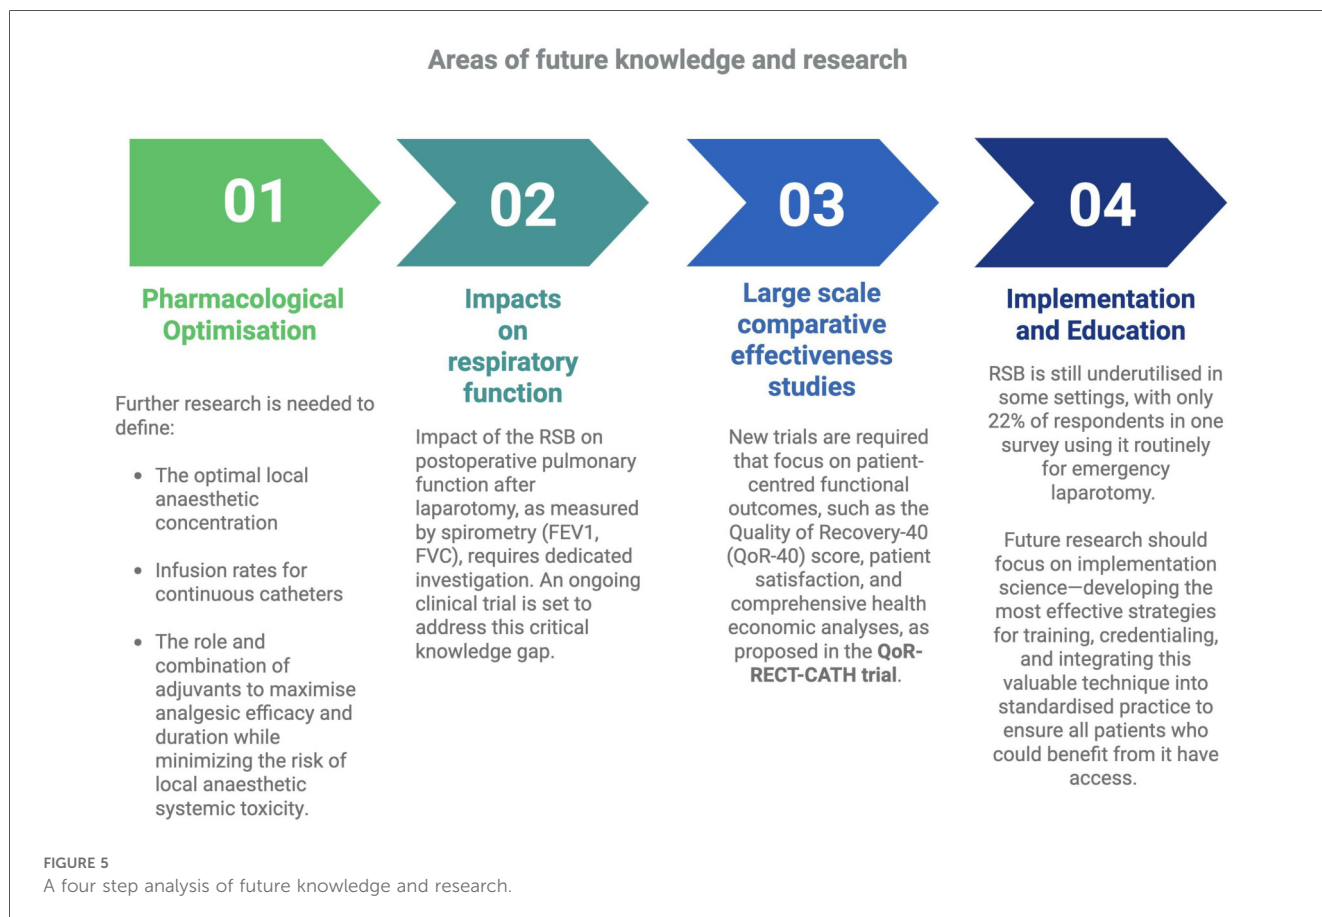 Areas of future knowledge and research
01
Pharmacological
Optimisation
Further research is needed to
define:
• The optimal local
anaesthetic
concentration
• Infusion rates for
continuous catheters
• The role and
combination of
adjuvants to maximise
analgesic efficacy and
duration while
minimizing the risk of
local anaesthetic
systemic toxicity.
02
Impacts
on
respiratory
function
Impact of the RSB on
postoperative pulmonary
function after
laparotomy, as measured
by spirometry (FEV1,
FVC), requires dedicated
investigation. An ongoing
clinical trial is set to
address this critical
knowledge gap.
03
Large scale
comparative
effectiveness
studies
New trials are required
that focus on patient-
centred functional
outcomes, such as the
Quality of Recovery-40
(QoR-40) score, patient
satisfaction, and
comprehensive health
economic analyses, as
proposed in the QoR-
RECT-CATH trial.
04
Implementation
and Education
RSB is still underutilised in
some settings, with only
22% of respondents in one
survey using it routinely
for emergency
laparotomy.
Future research should
focus on implementation
science—developing the
most effective strategies
for training, credentialing,
and integrating this
valuable technique into
standardised practice to
ensure all patients who
could benefit from it have
access.
FIGURE 5
A four step analysis of future knowledge and research.